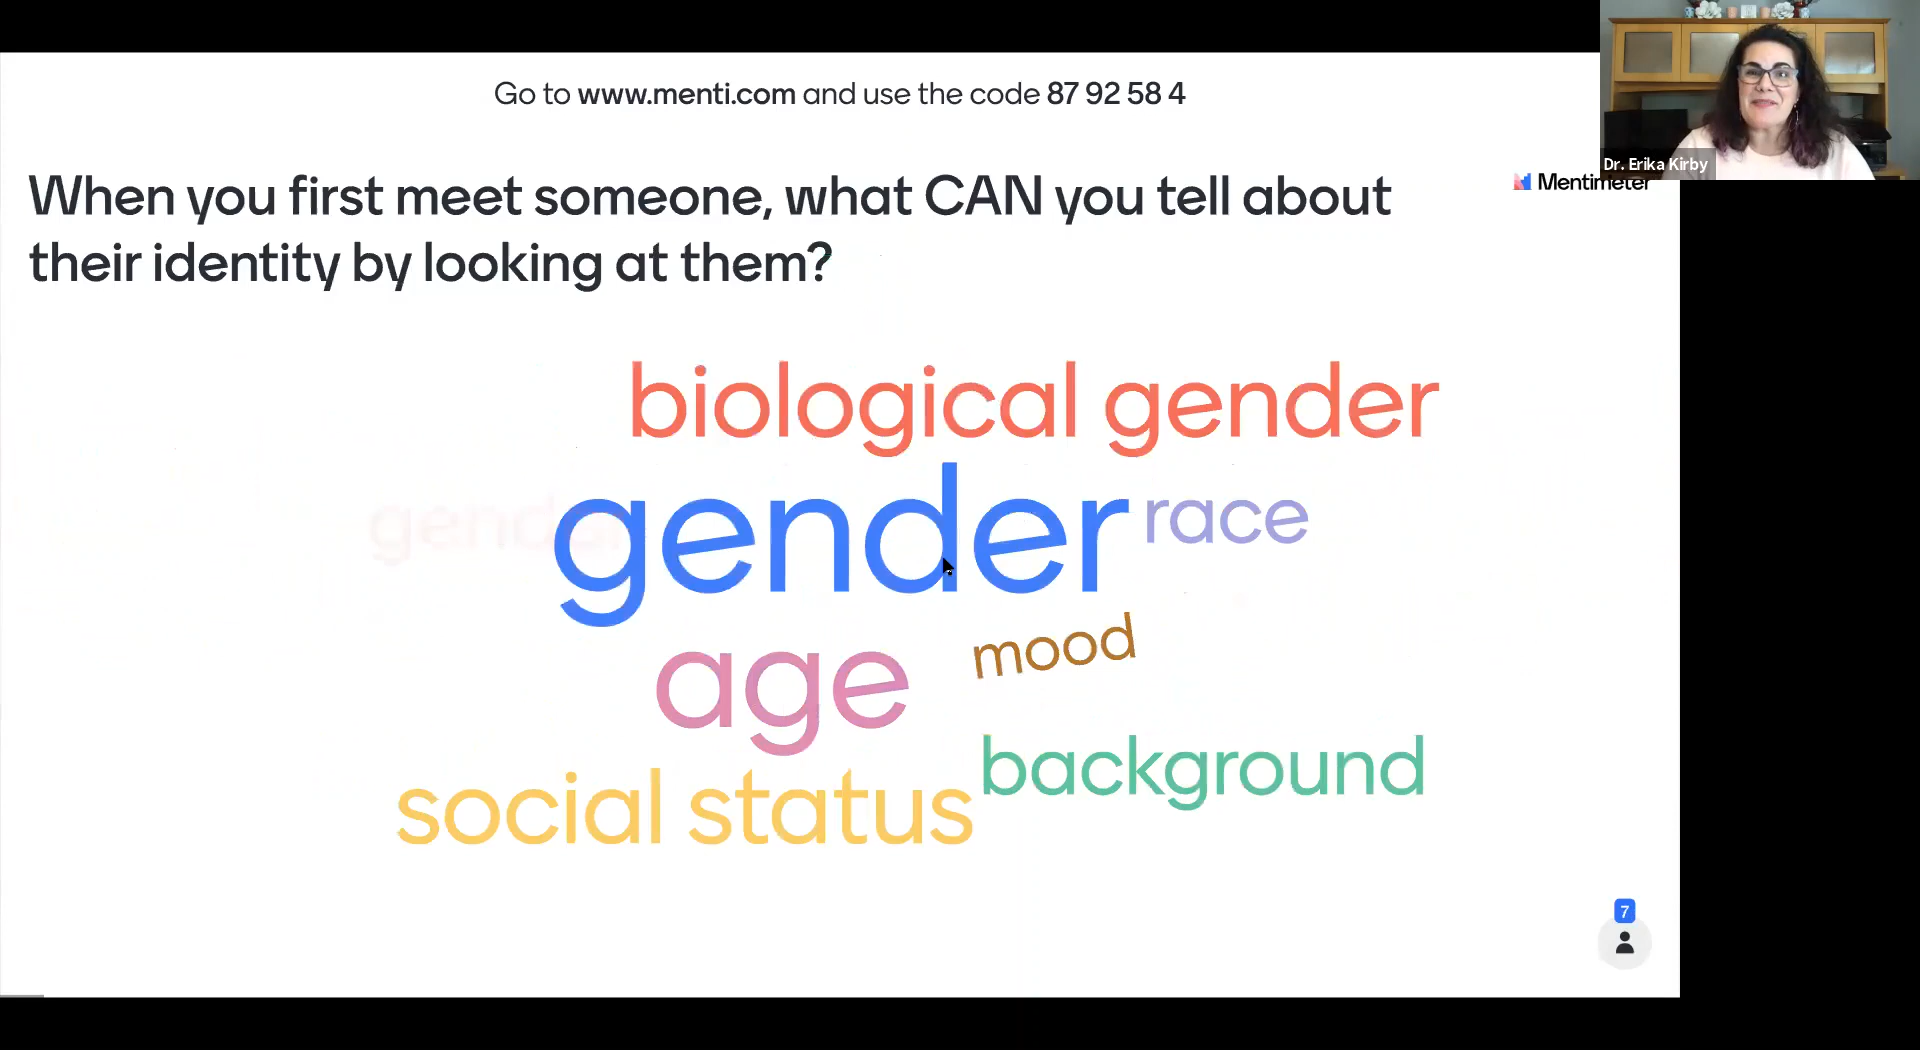 Go to www.menti.com and use the code 87 92 58 4
Dr. Erika Kirby
Mentimeter
When you first meet someone, what CAN you tell about
their identity by looking at them?
biological gender
gender
gender
race
mood
age
background
social status
7